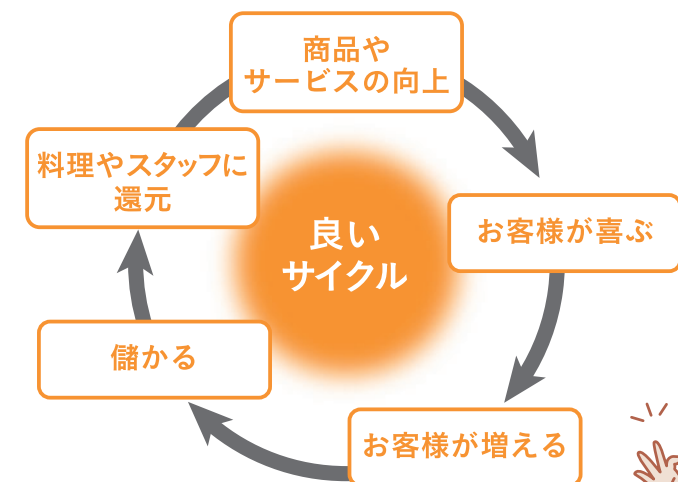 商品や
サービスの向上
料理やスタッフに
還元
良い
サイクル
お客様が喜ぶ
儲かる
お客様が増える